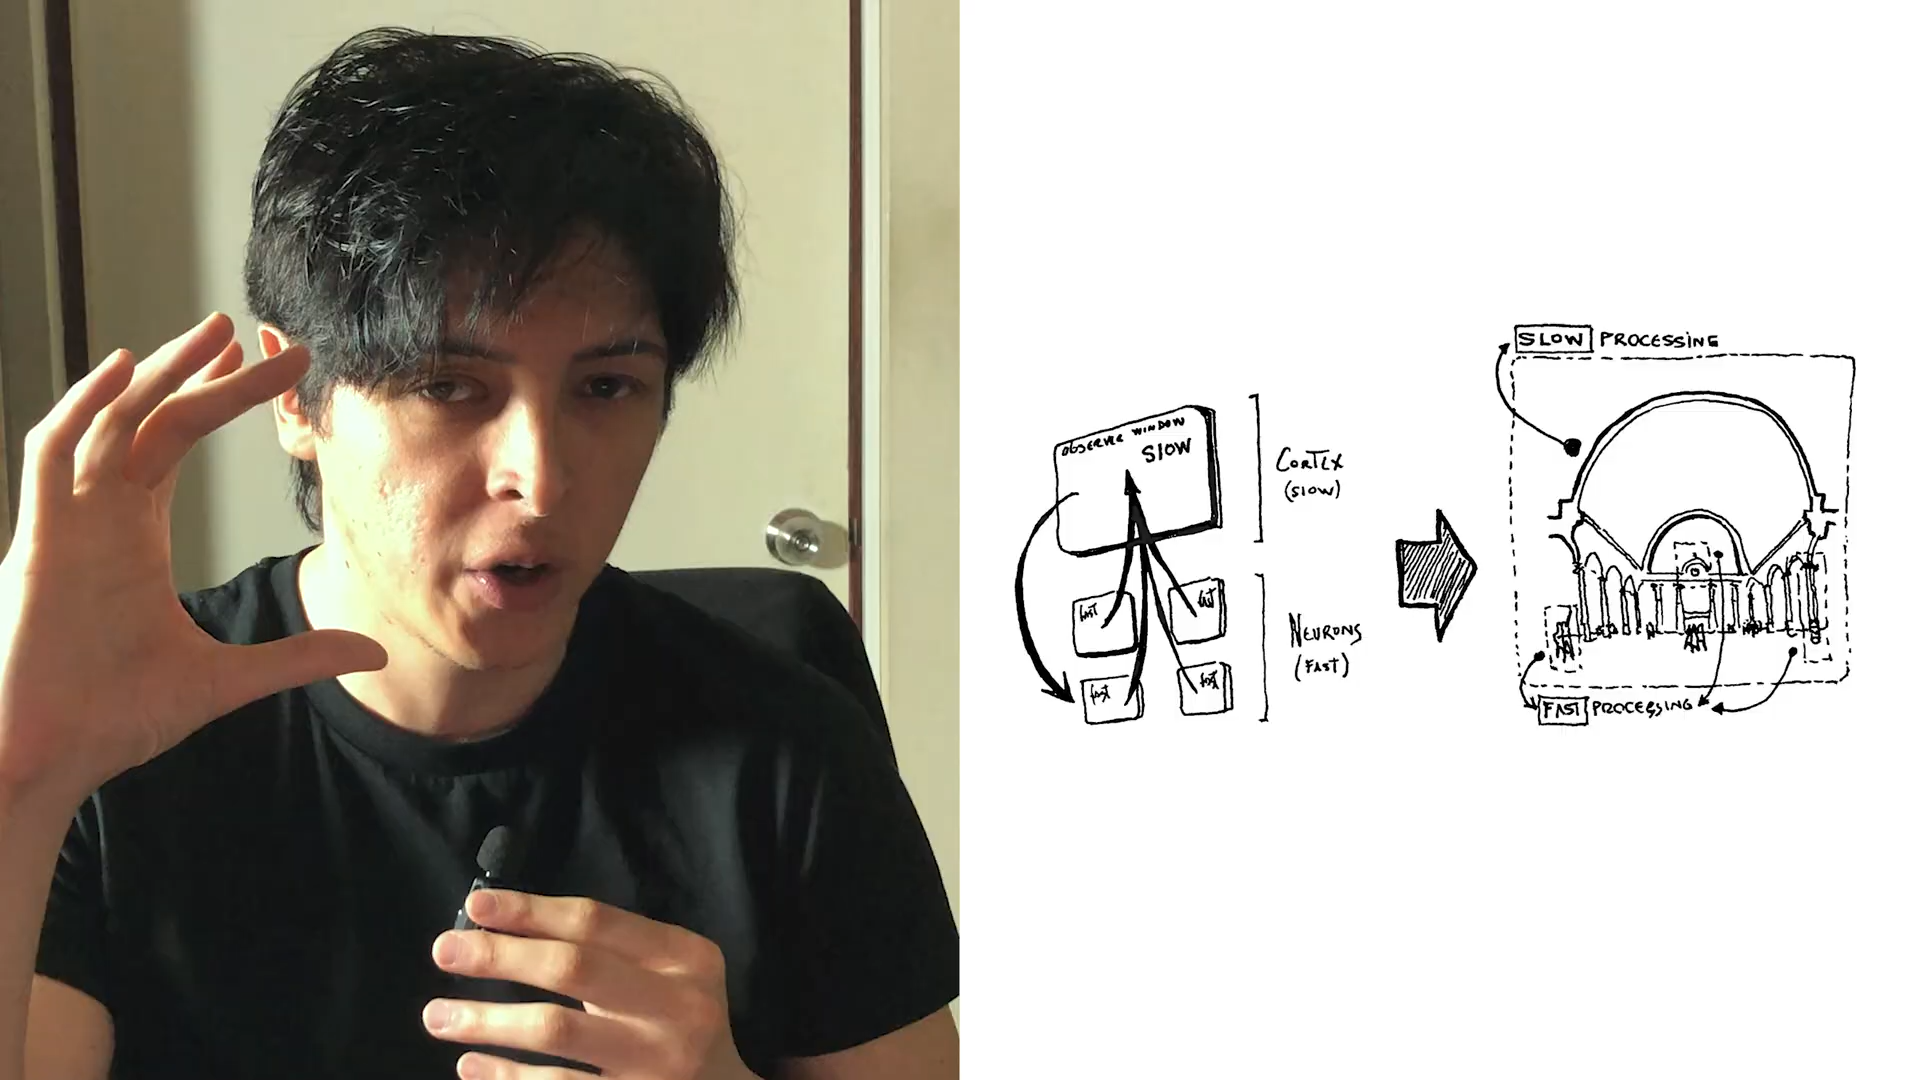 OBSERVER WINDOW
SLOW
fast
fast
fast
fast
CORTEX
(SLOW)
NEURONS
(FAST)
SLOW PROCESSING
FAST PROCESSING